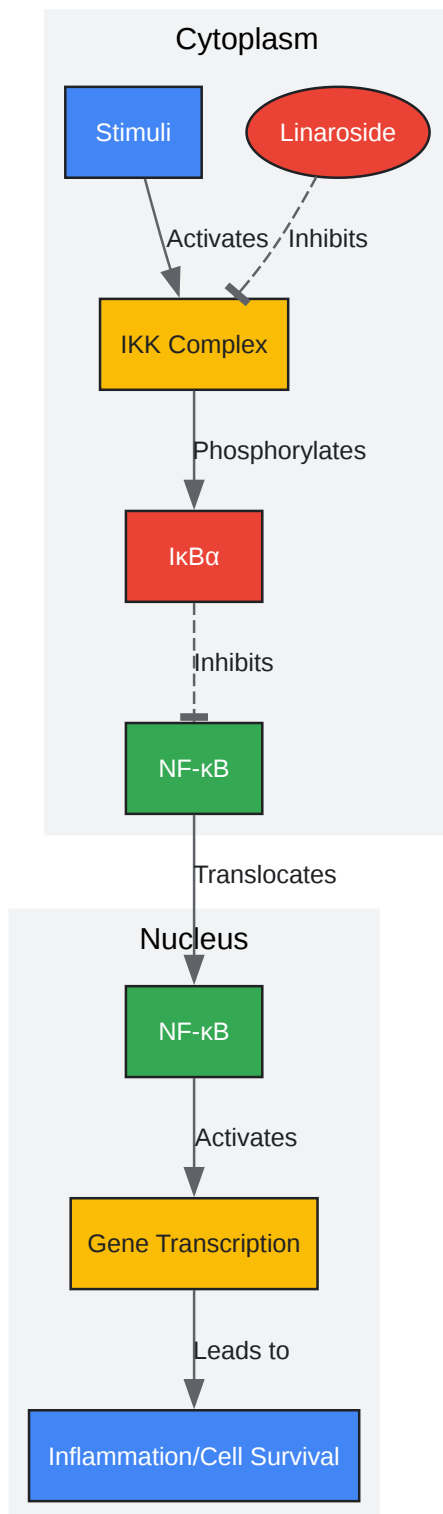 Cytoplasm
Stimuli
Linaroside
Activates
Inhibits
IKK Complex
Phosphorylates
IκBα
Inhibits
NF-κB
Translocates
Nucleus
NF-κB
Activates
Gene Transcription
Leads to
Inflammation/Cell Survival